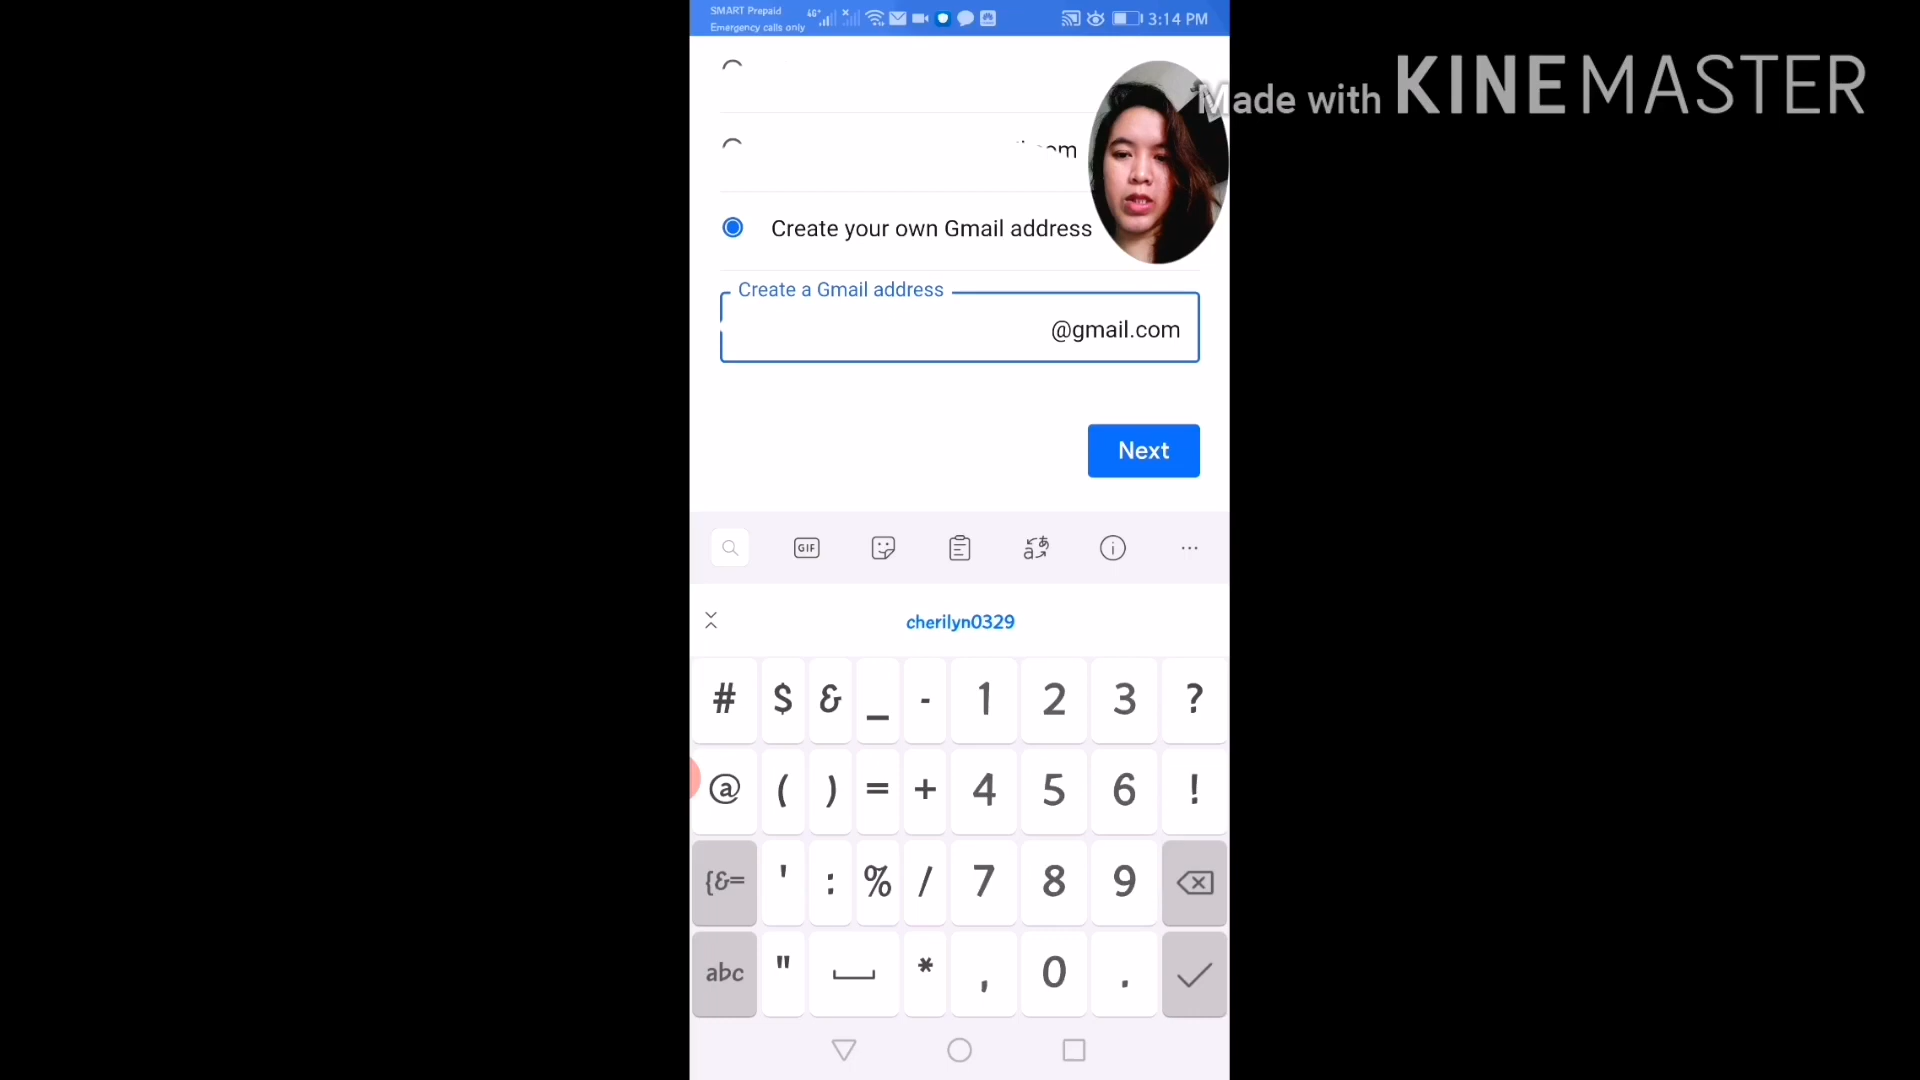 SMART Prepaid
Emergency calls only
4G+
3:14 PM
Made with KINEMASTER
Create your own Gmail address
Create a Gmail address
@gmail.com
Next
GIF
cherilyn0329
# $ & _ - 1 2 3 ?
@ ( ) = + 4 5 6 !
{&= ' : % / 7 8 9
abc " * , 0 .